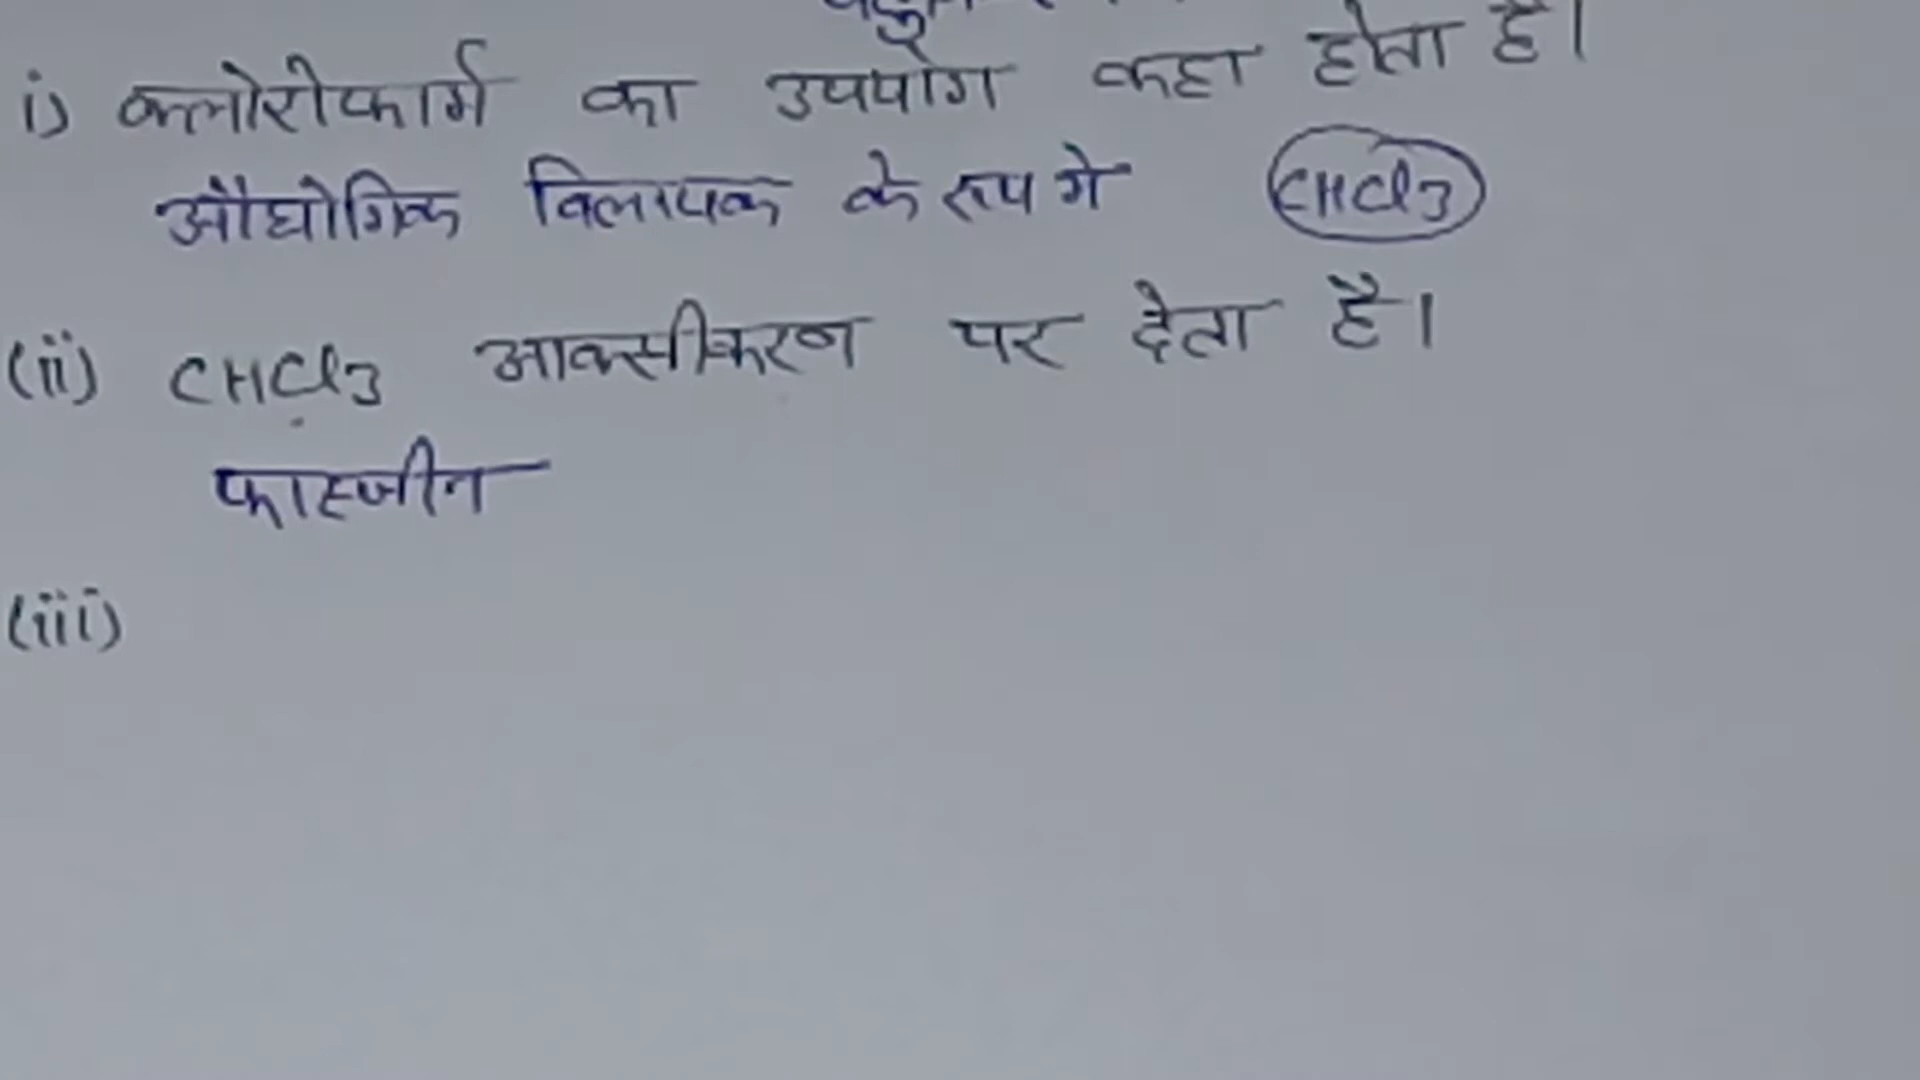 i) क्लोरोफार्म का उपयोग कहा होता है।
औद्योगिक विलायक के रूप मे CHCl3
(ii) CHCl3 आक्सीकरण पर देता है।
फास्जीन
(iii)